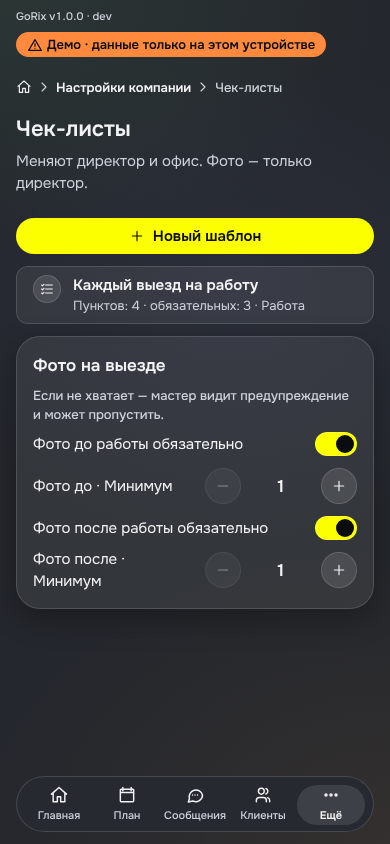 GoRix v1.0.0 · dev
Демо · данные только на этом устройстве
Настройки компании
Чек-листы
Чек-листы
Меняют директор и офис. Фото — только
директор.
Новый шаблон
Каждый выезд на работу
Пунктов: 4 · обязательных: 3 · Работа
Фото на выезде
Если не хватает — мастер видит предупреждение
и может пропустить.
Фото до работы обязательно
Фото до · Минимум
1
Фото после работы обязательно
Фото после ·
Минимум
1
Главная
План
Сообщения
Клиенты
Ещё